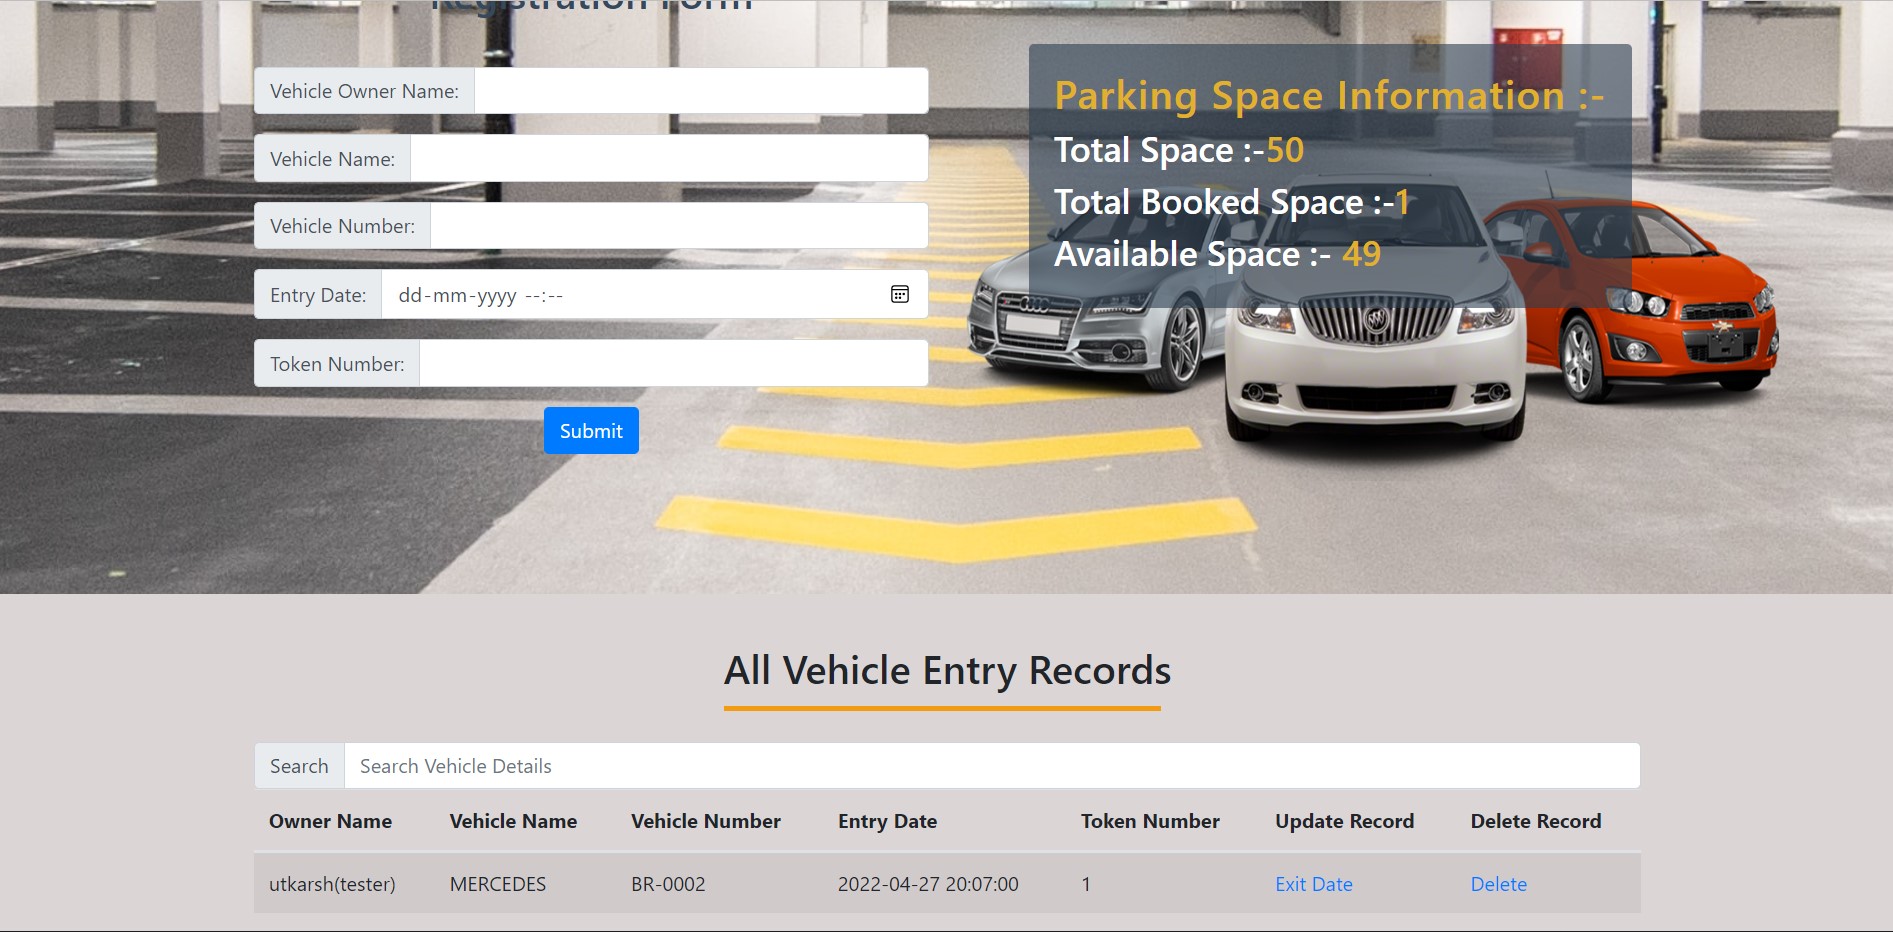 Registration Form
Vehicle Owner Name:
Vehicle Name:
Vehicle Number:
Entry Date: dd-mm-yyyy --:--
Token Number:
Submit
Parking Space Information :-
Total Space :-50
Total Booked Space :-1
Available Space :- 49
All Vehicle Entry Records
Search Search Vehicle Details
Owner Name Vehicle Name Vehicle Number Entry Date Token Number Update Record Delete Record
utkarsh(tester) MERCEDES BR-0002 2022-04-27 20:07:00 1 Exit Date Delete